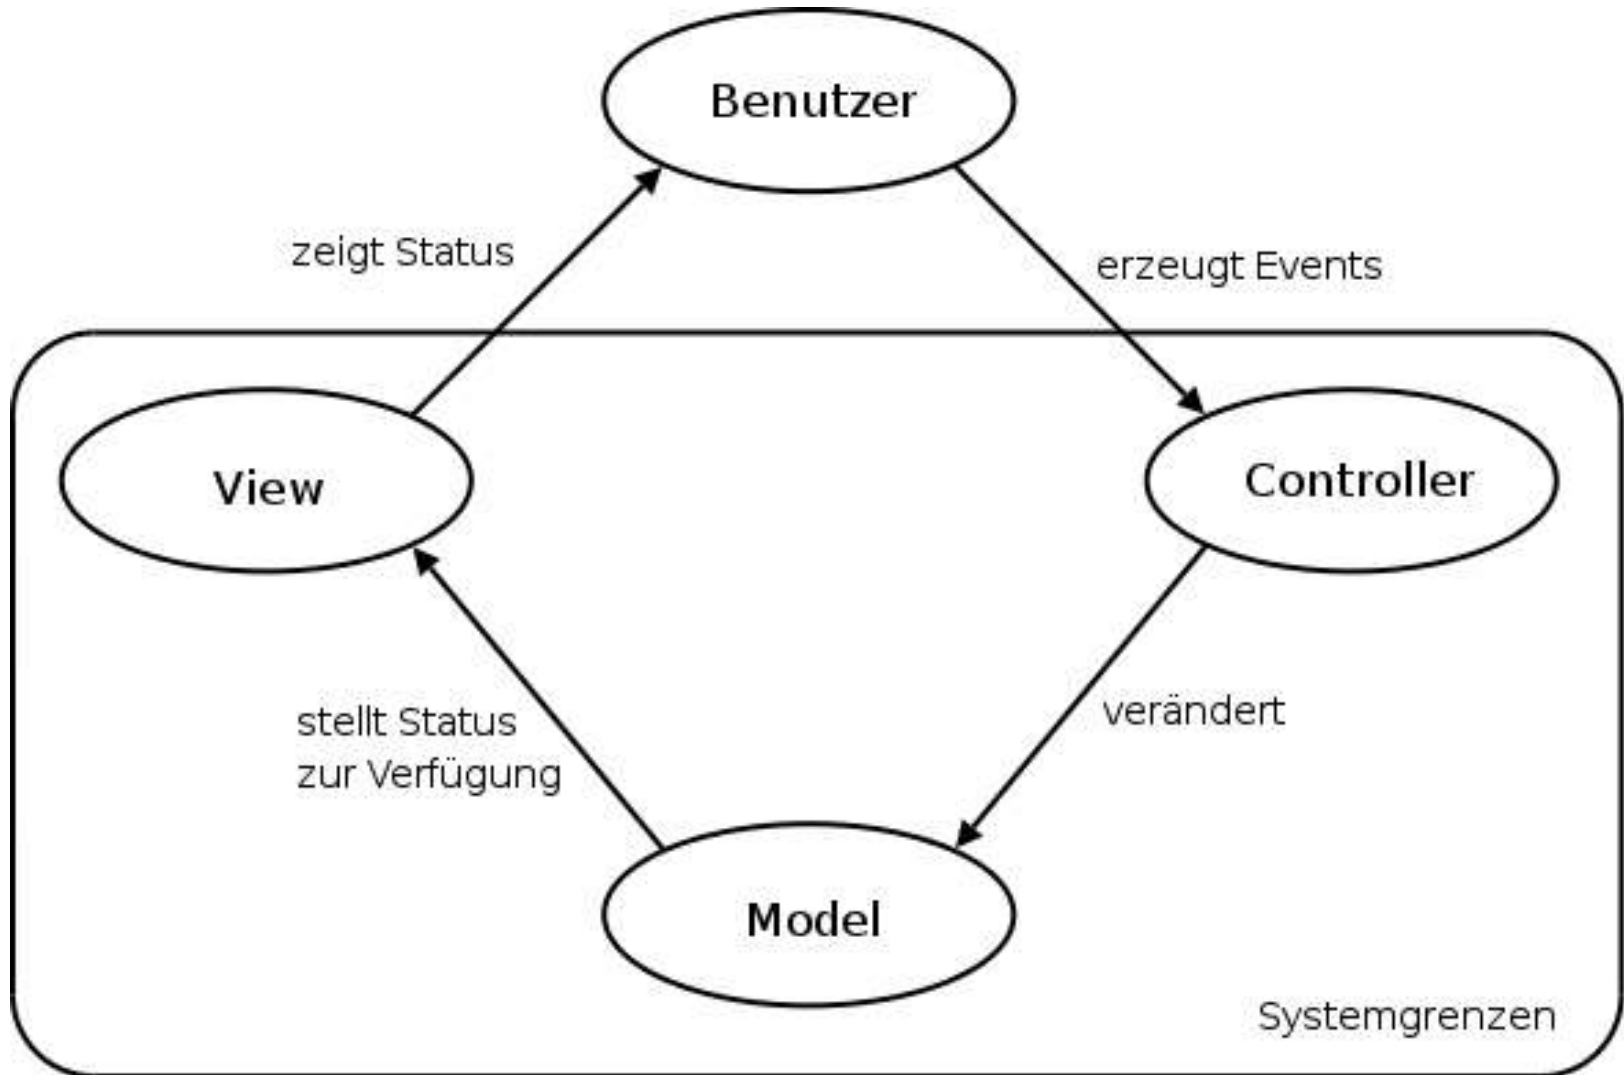 Benutzer
zeigt Status
erzeugt Events
View
Controller
stellt Status
zur Verfügung
verändert
Model
Systemgrenzen